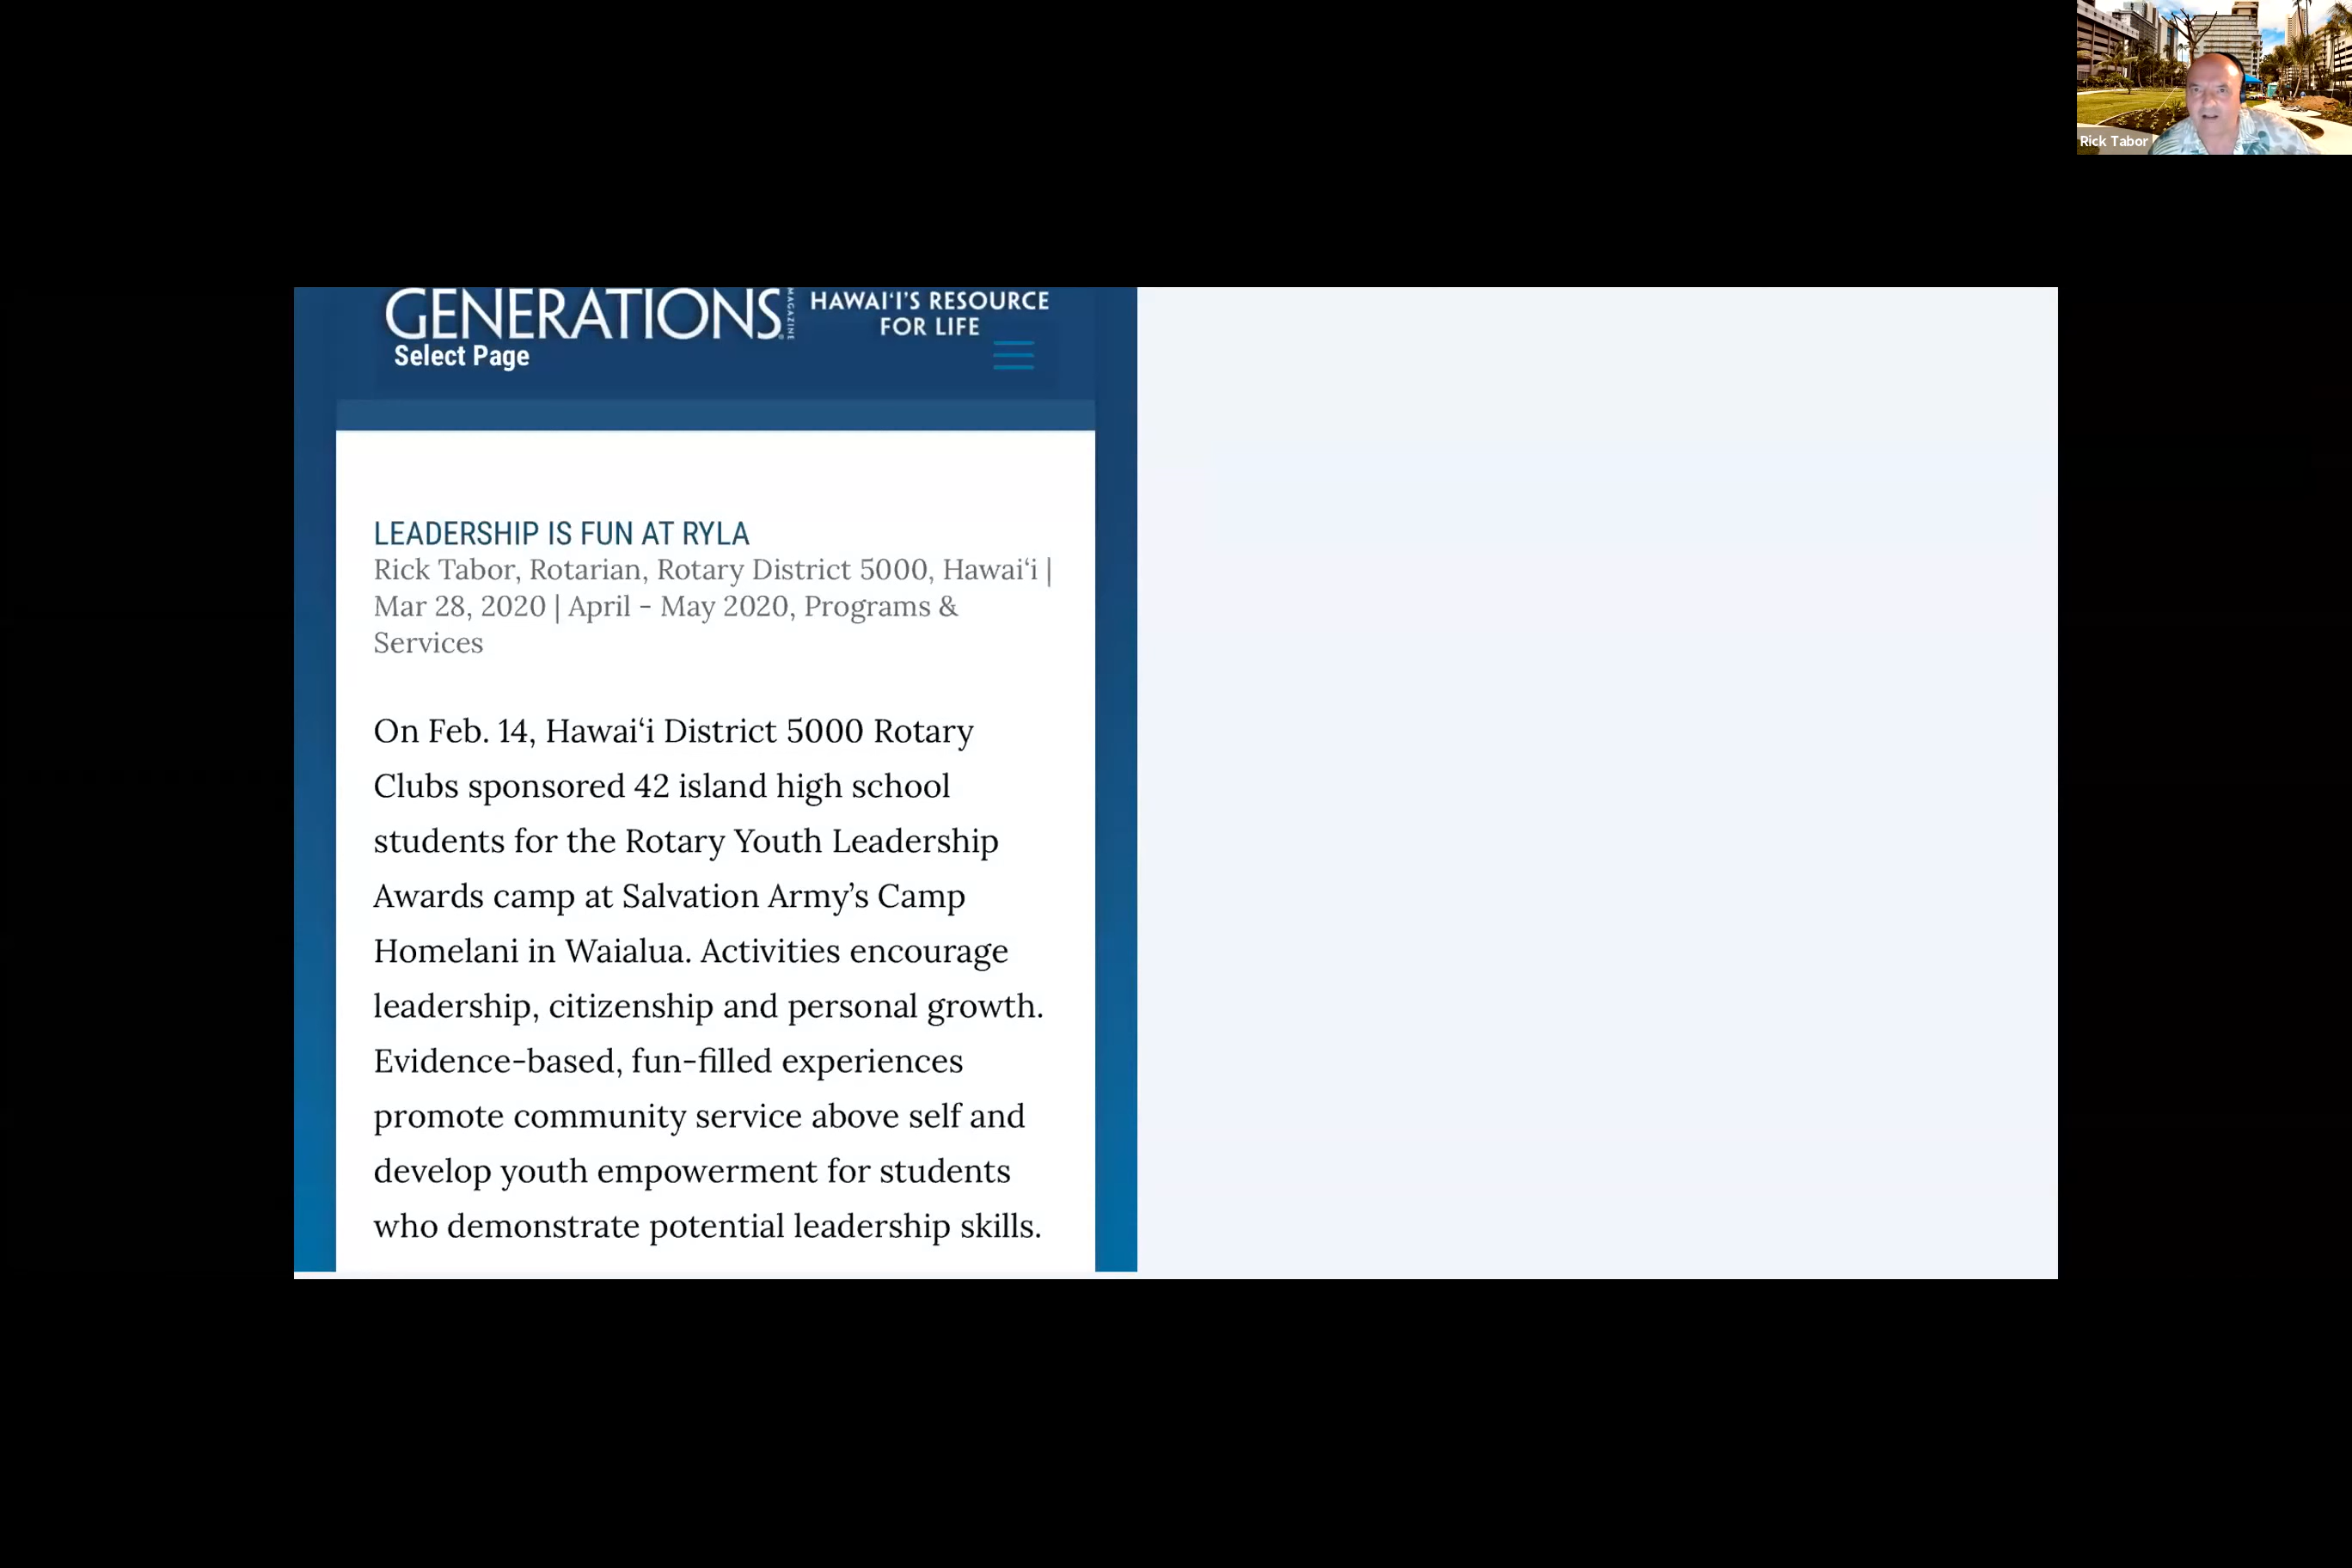 GENERATIONS MAGAZINE
HAWAIʻI'S RESOURCE
FOR LIFE
Select Page
LEADERSHIP IS FUN AT RYLA
Rick Tabor, Rotarian, Rotary District 5000, Hawaiʻi |
Mar 28, 2020 | April - May 2020, Programs &
Services
On Feb. 14, Hawaiʻi District 5000 Rotary
Clubs sponsored 42 island high school
students for the Rotary Youth Leadership
Awards camp at Salvation Army’s Camp
Homelani in Waialua. Activities encourage
leadership, citizenship and personal growth.
Evidence-based, fun-filled experiences
promote community service above self and
develop youth empowerment for students
who demonstrate potential leadership skills.
Rick Tabor